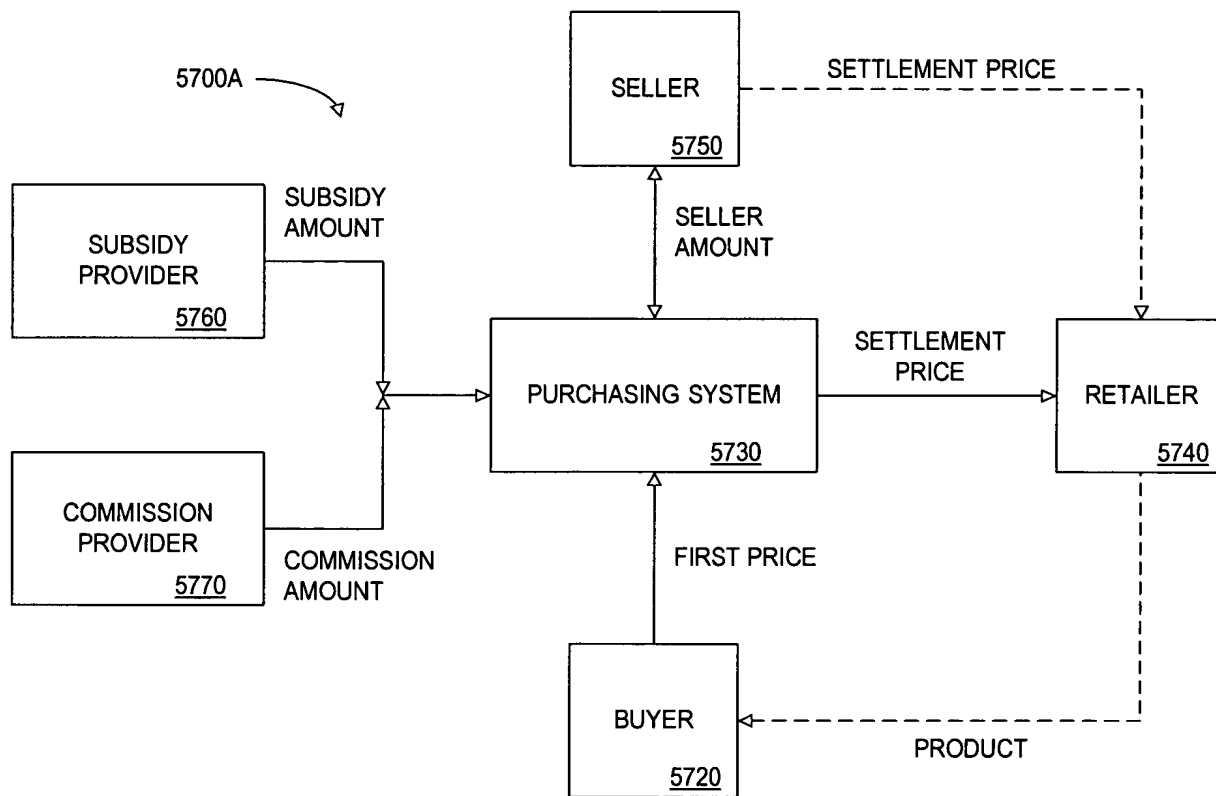 5700A
SELLER
5750
SETTLEMENT PRICE
SUBSIDY
AMOUNT
SUBSIDY
PROVIDER
5760
SELLER
AMOUNT
PURCHASING SYSTEM
5730
SETTLEMENT
PRICE
RETAILER
5740
COMMISSION
PROVIDER
5770
COMMISSION
AMOUNT
FIRST PRICE
BUYER
5720
PRODUCT